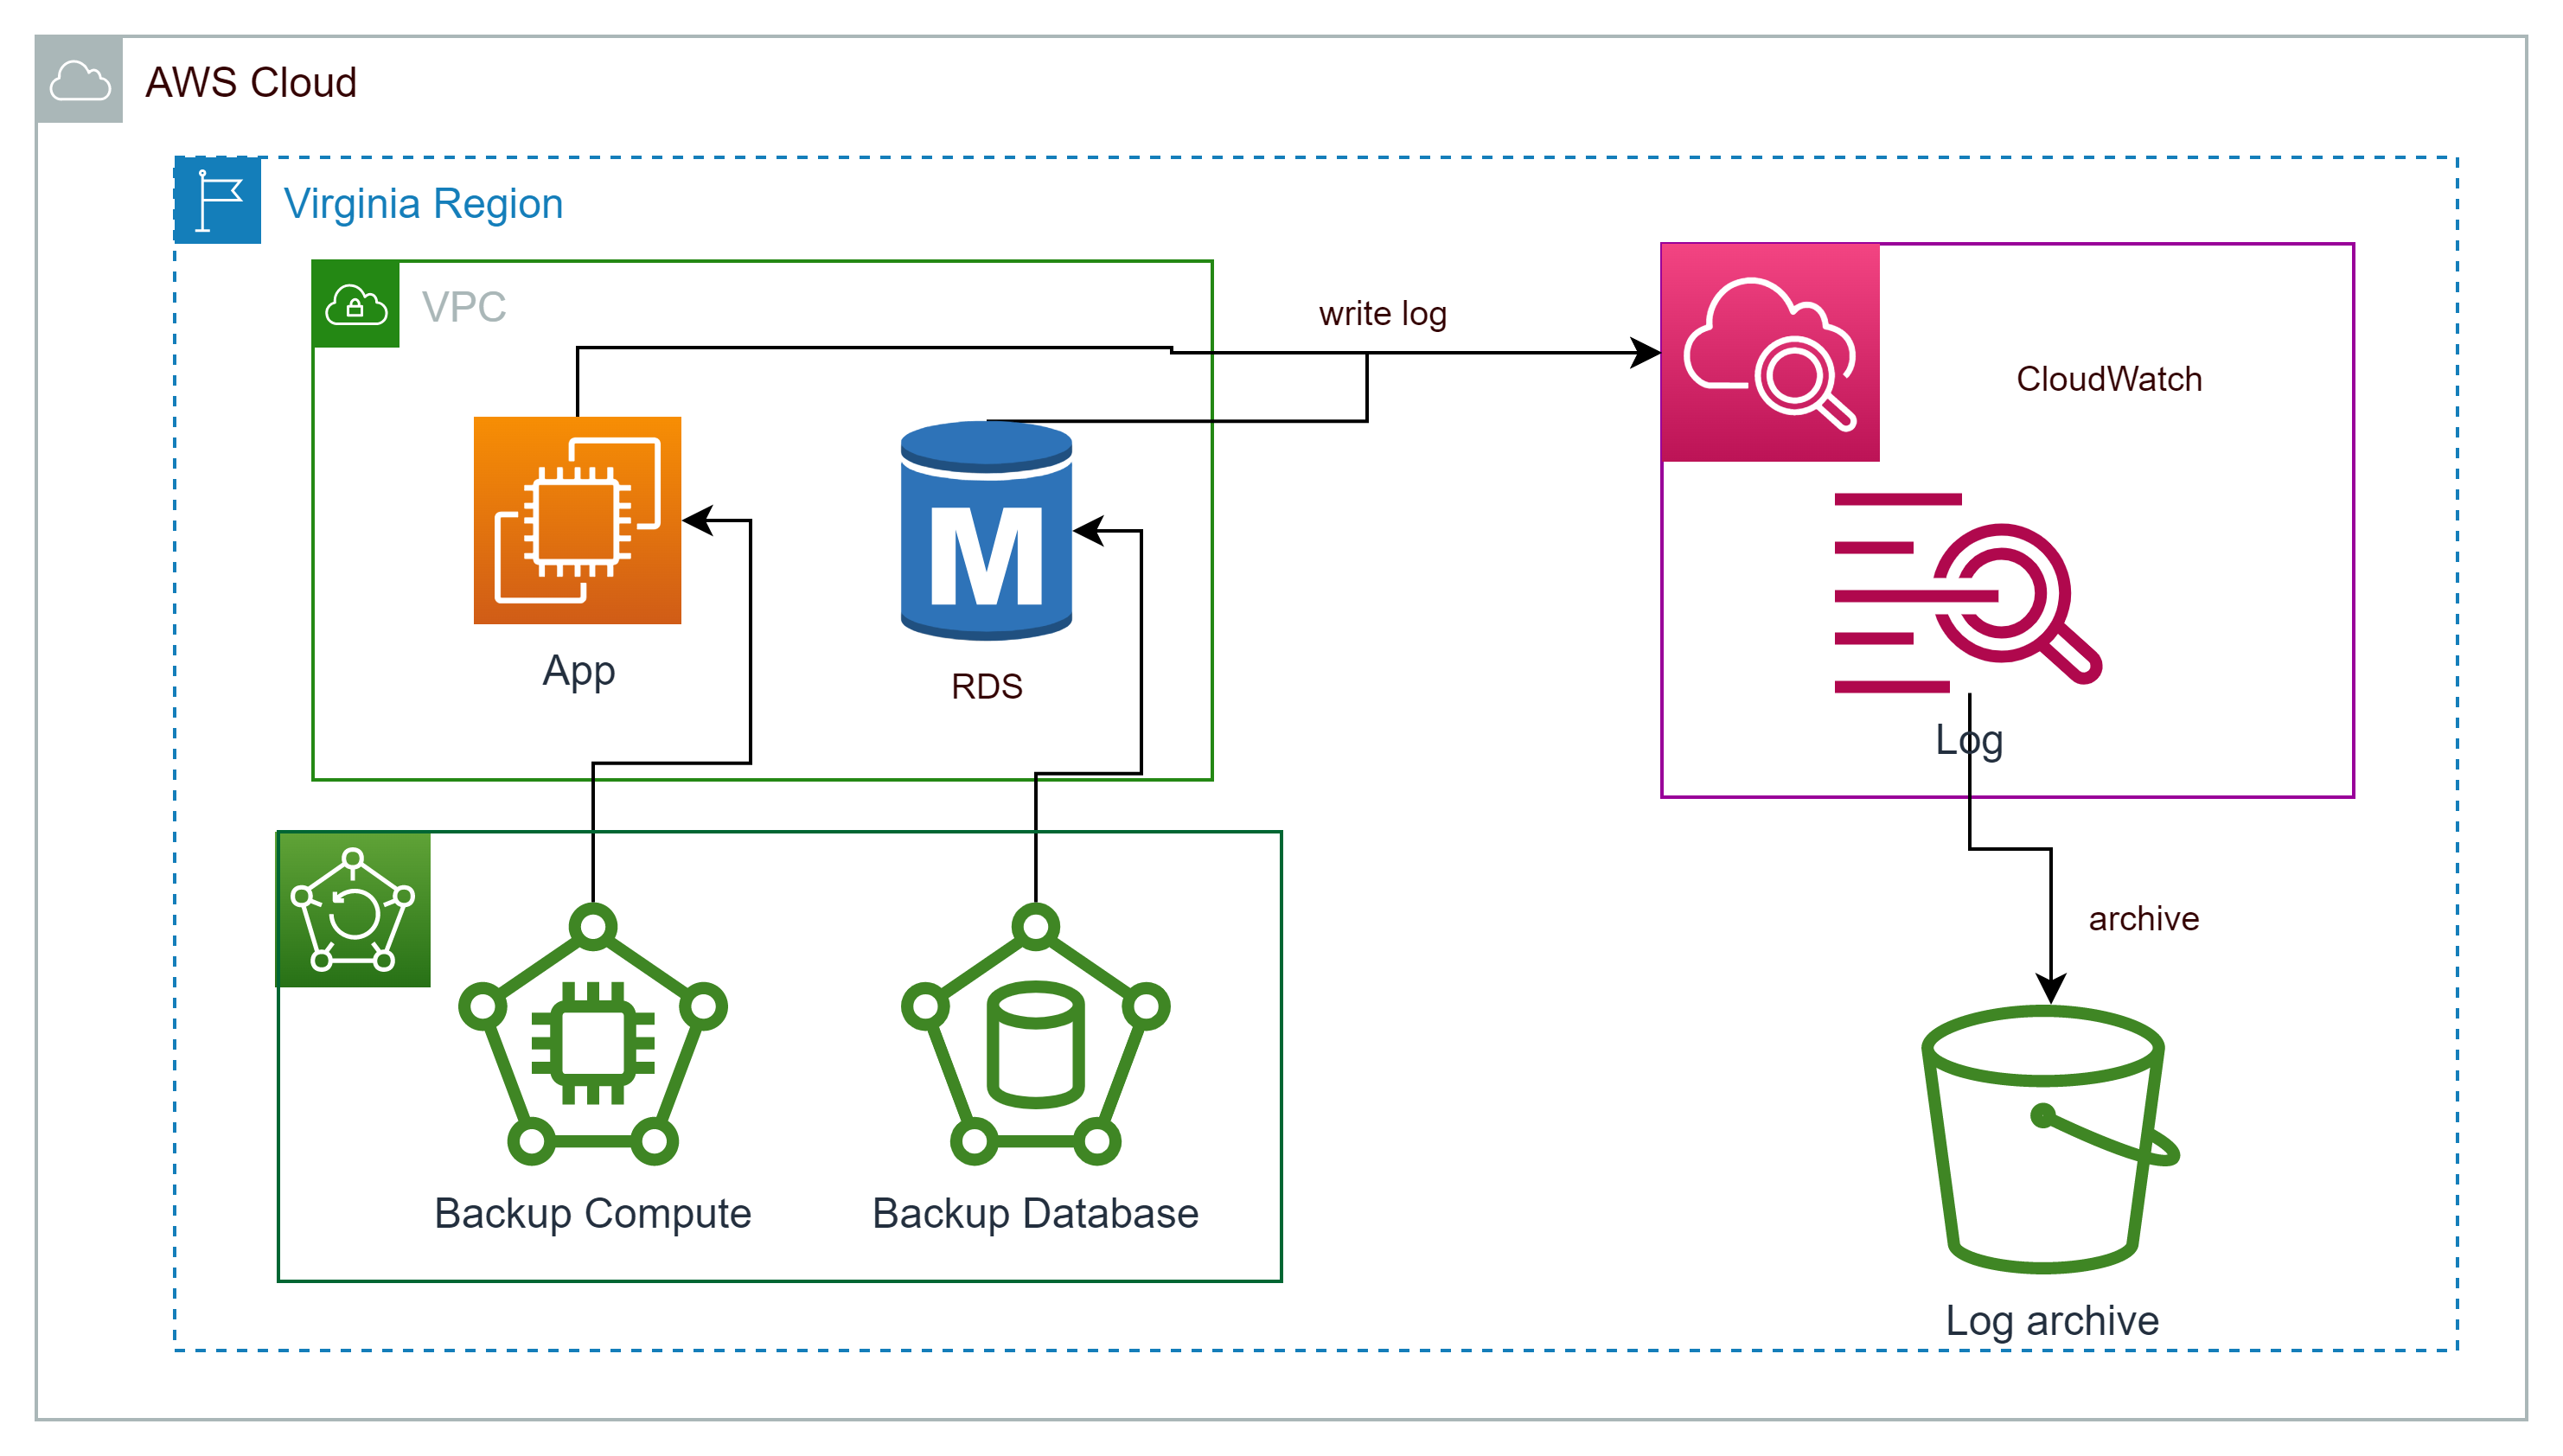 AWS Cloud
Virginia Region
VPC
write log
CloudWatch
M
App
RDS
Log
archive
Backup Compute
Backup Database
Log archive